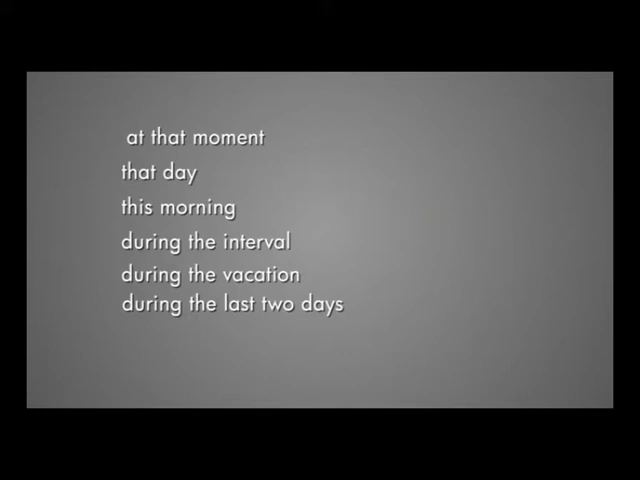 at that moment
that day
this morning
during the interval
during the vacation
during the last two days